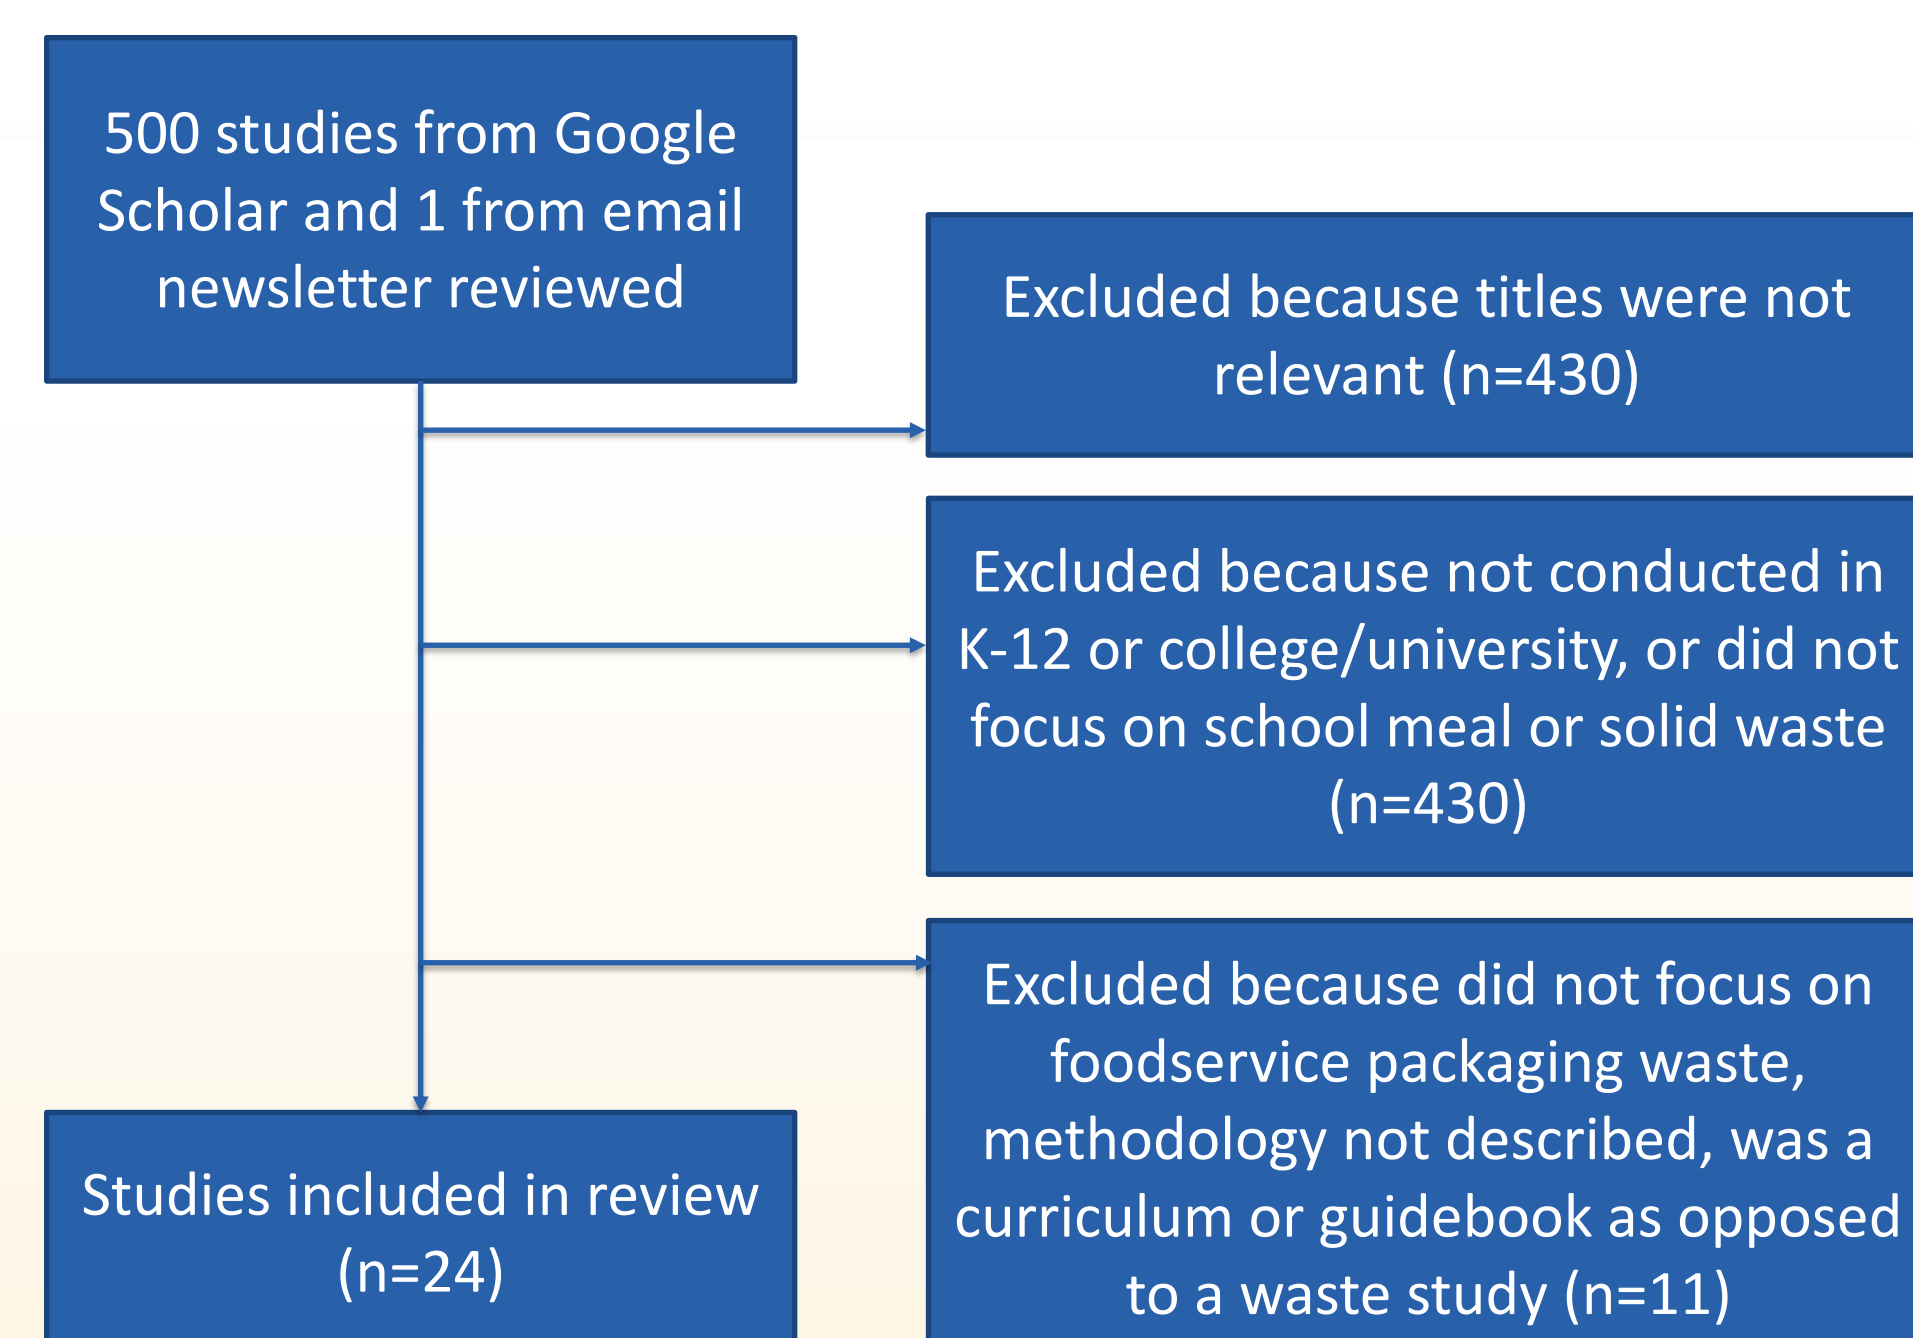 500 studies from Google
Scholar and 1 from email
newsletter reviewed
Excluded because titles were not
relevant (n=430)
Excluded because not conducted in
K-12 or college/university, or did not
focus on school meal or solid waste
(n=430)
Excluded because did not focus on
foodservice packaging waste,
methodology not described, was a
curriculum or guidebook as opposed
to a waste study (n=11)
Studies included in review
(n=24)